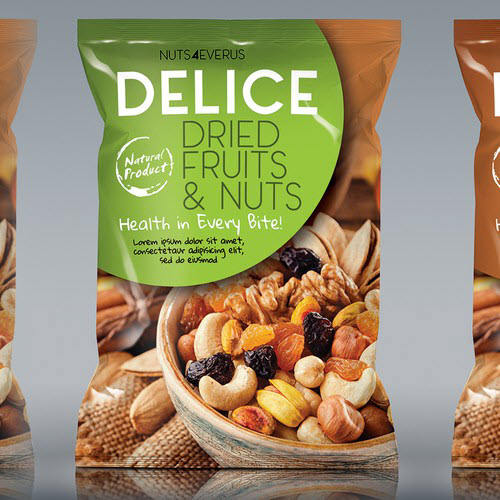 NUTS4EVERUS
DELICE
DRIED
FRUITS
& NUTS
Natural
Product
Health in Every Bite!
Lorem ipsum dolor sit amet,
consectetur adipiscing elit,
sed do eiusmod